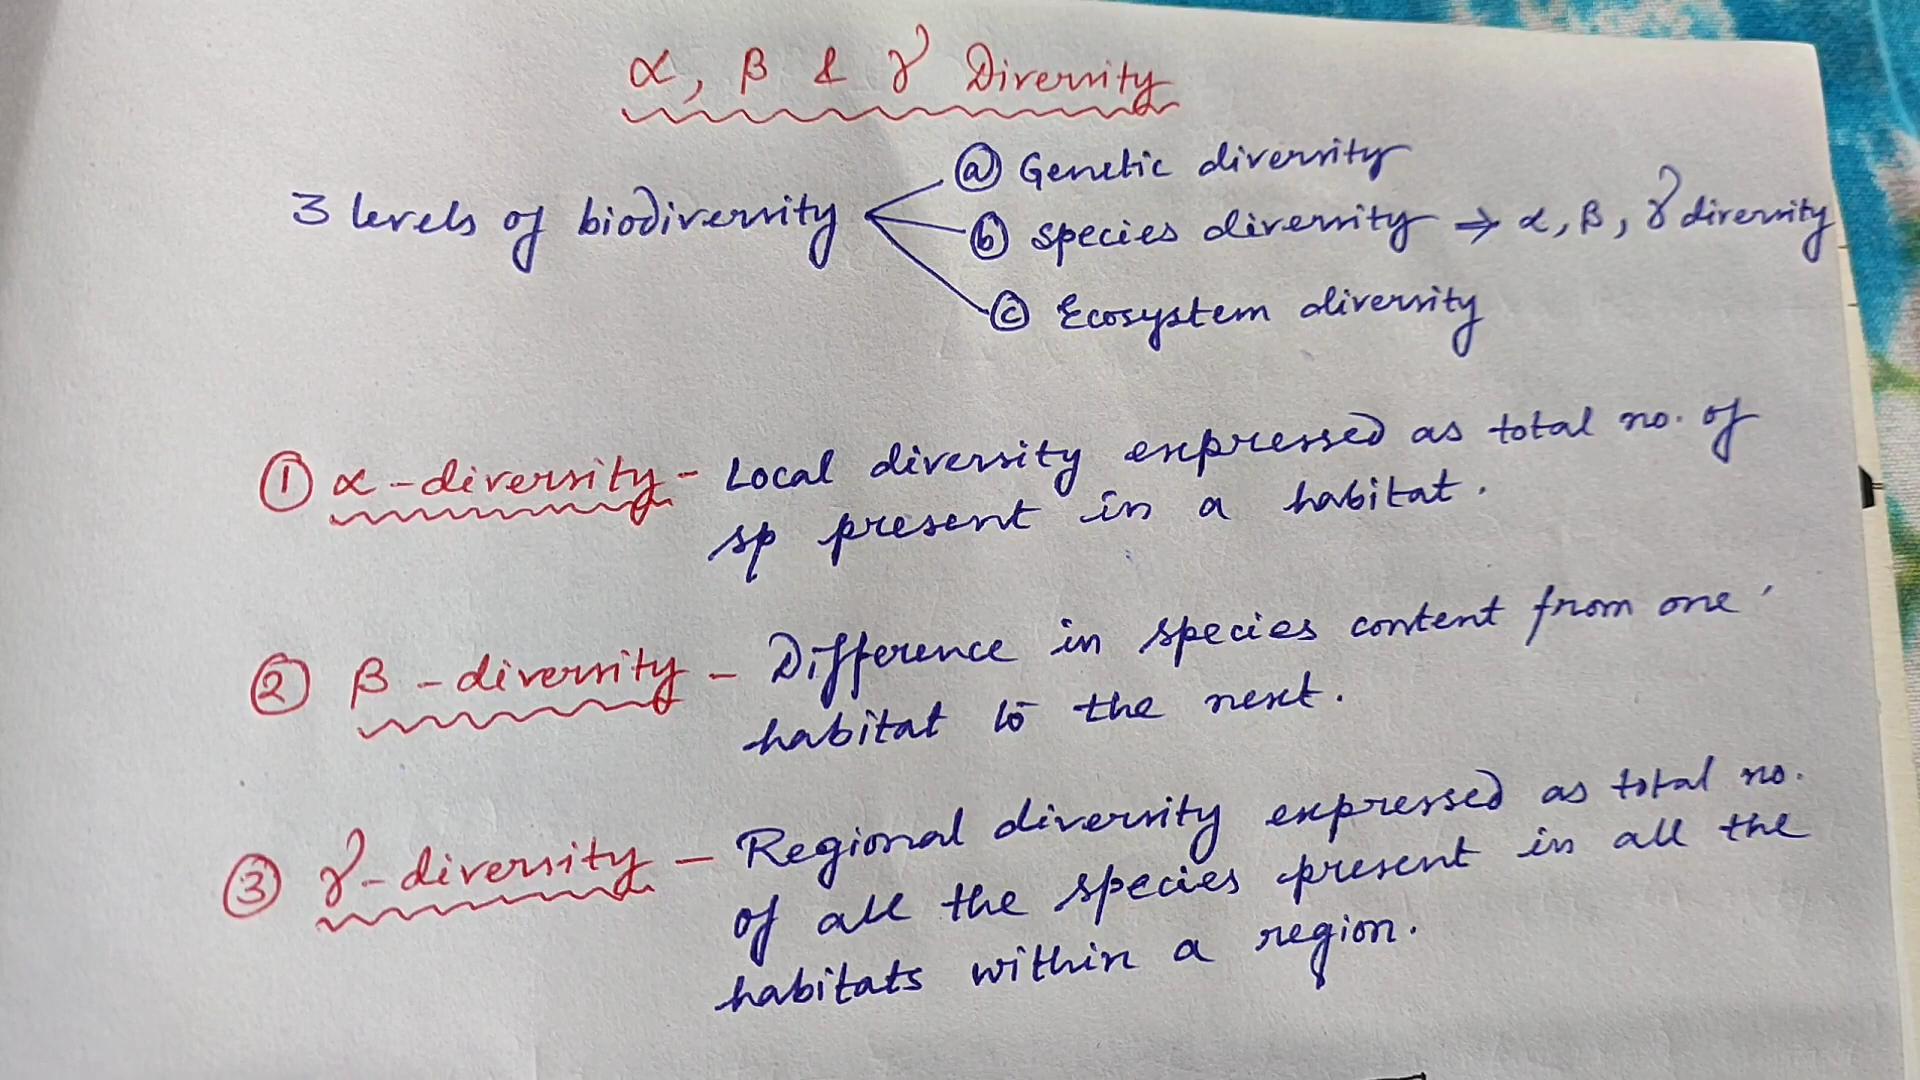 α, β & γ Diversity
3 levels of biodiversity
ⓐ Genetic diversity
ⓑ Species diversity → α, β, γ diversity
ⓒ Ecosystem diversity
① α-diversity - Local diversity expressed as total no. of
sp present in a habitat.
② β-diversity - Difference in species content from one
habitat to the next.
③ γ-diversity - Regional diversity expressed as total no.
of all the species present in all the
habitats within a region.